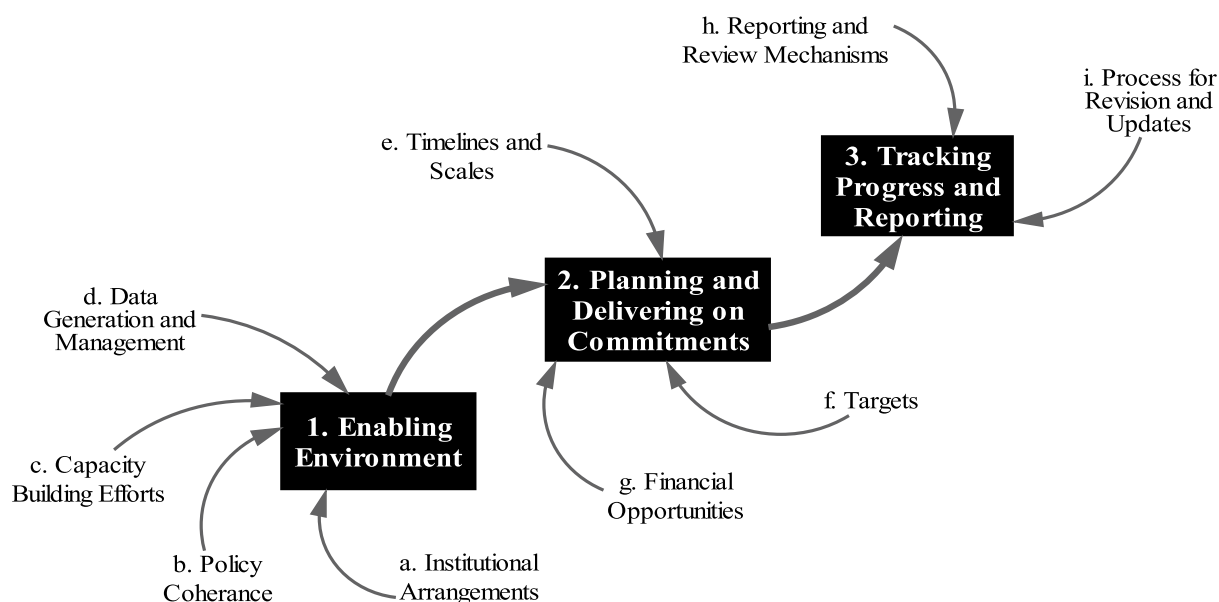 h. Reporting and
Review Mechanisms
i. Process for
Revision and
Updates
e. Timelines and
Scales
3. Tracking
Progress and
Reporting
d. Data
Generation and
Management
2. Planning and
Delivering on
Commitments
f. Targets
1. Enabling
Environment
c. Capacity
Building Efforts
g. Financial
Opportunities
b. Policy
Coherence
a. Institutional
Arrangements